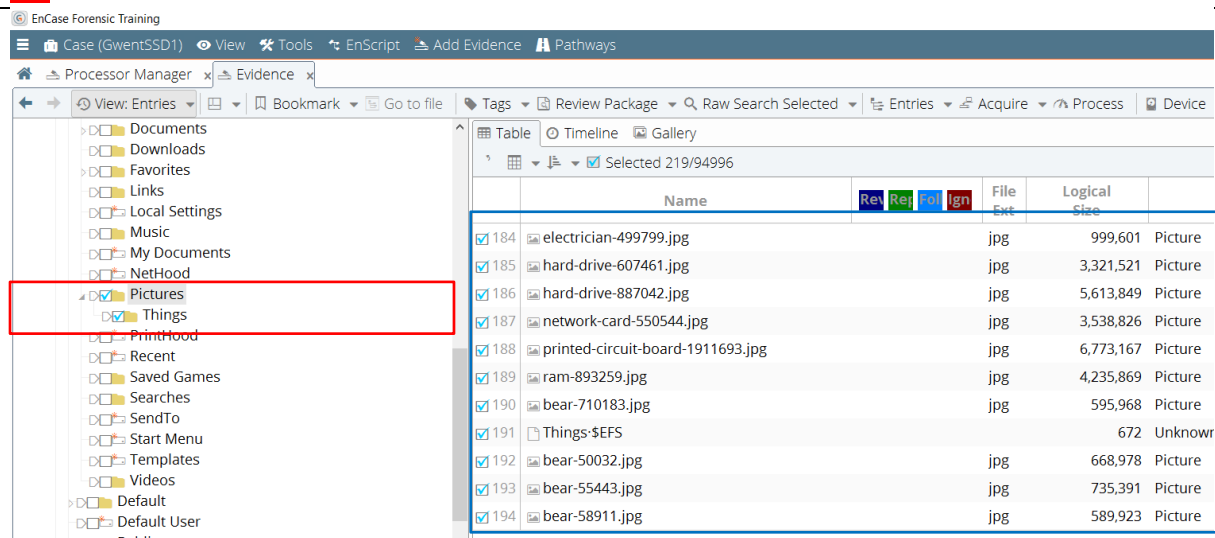 EnCase Forensic Training
Case (GwentSSD1) View Tools EnScript Add Evidence Pathways
Processor Manager x Evidence x
View: Entries Bookmark Go to file Tags Review Package Raw Search Selected Entries Acquire Process Device
Documents
Downloads
Favorites
Links
Local Settings
Music
My Documents
NetHood
Pictures
Things
PrintHood
Recent
Saved Games
Searches
SendTo
Start Menu
Templates
Videos
Default
Default User
Table Timeline Gallery
Selected 219/94996
Name Rev Rep Foll Ign File Ext Logical Size
184 electrician-499799.jpg jpg 999,601 Picture
185 hard-drive-607461.jpg jpg 3,321,521 Picture
186 hard-drive-887042.jpg jpg 5,613,849 Picture
187 network-card-550544.jpg jpg 3,538,826 Picture
188 printed-circuit-board-1911693.jpg jpg 6,773,167 Picture
189 ram-893259.jpg jpg 4,235,869 Picture
190 bear-710183.jpg jpg 595,968 Picture
191 Things·$EFS 672 Unknown
192 bear-50032.jpg jpg 668,978 Picture
193 bear-55443.jpg jpg 735,391 Picture
194 bear-58911.jpg jpg 589,923 Picture